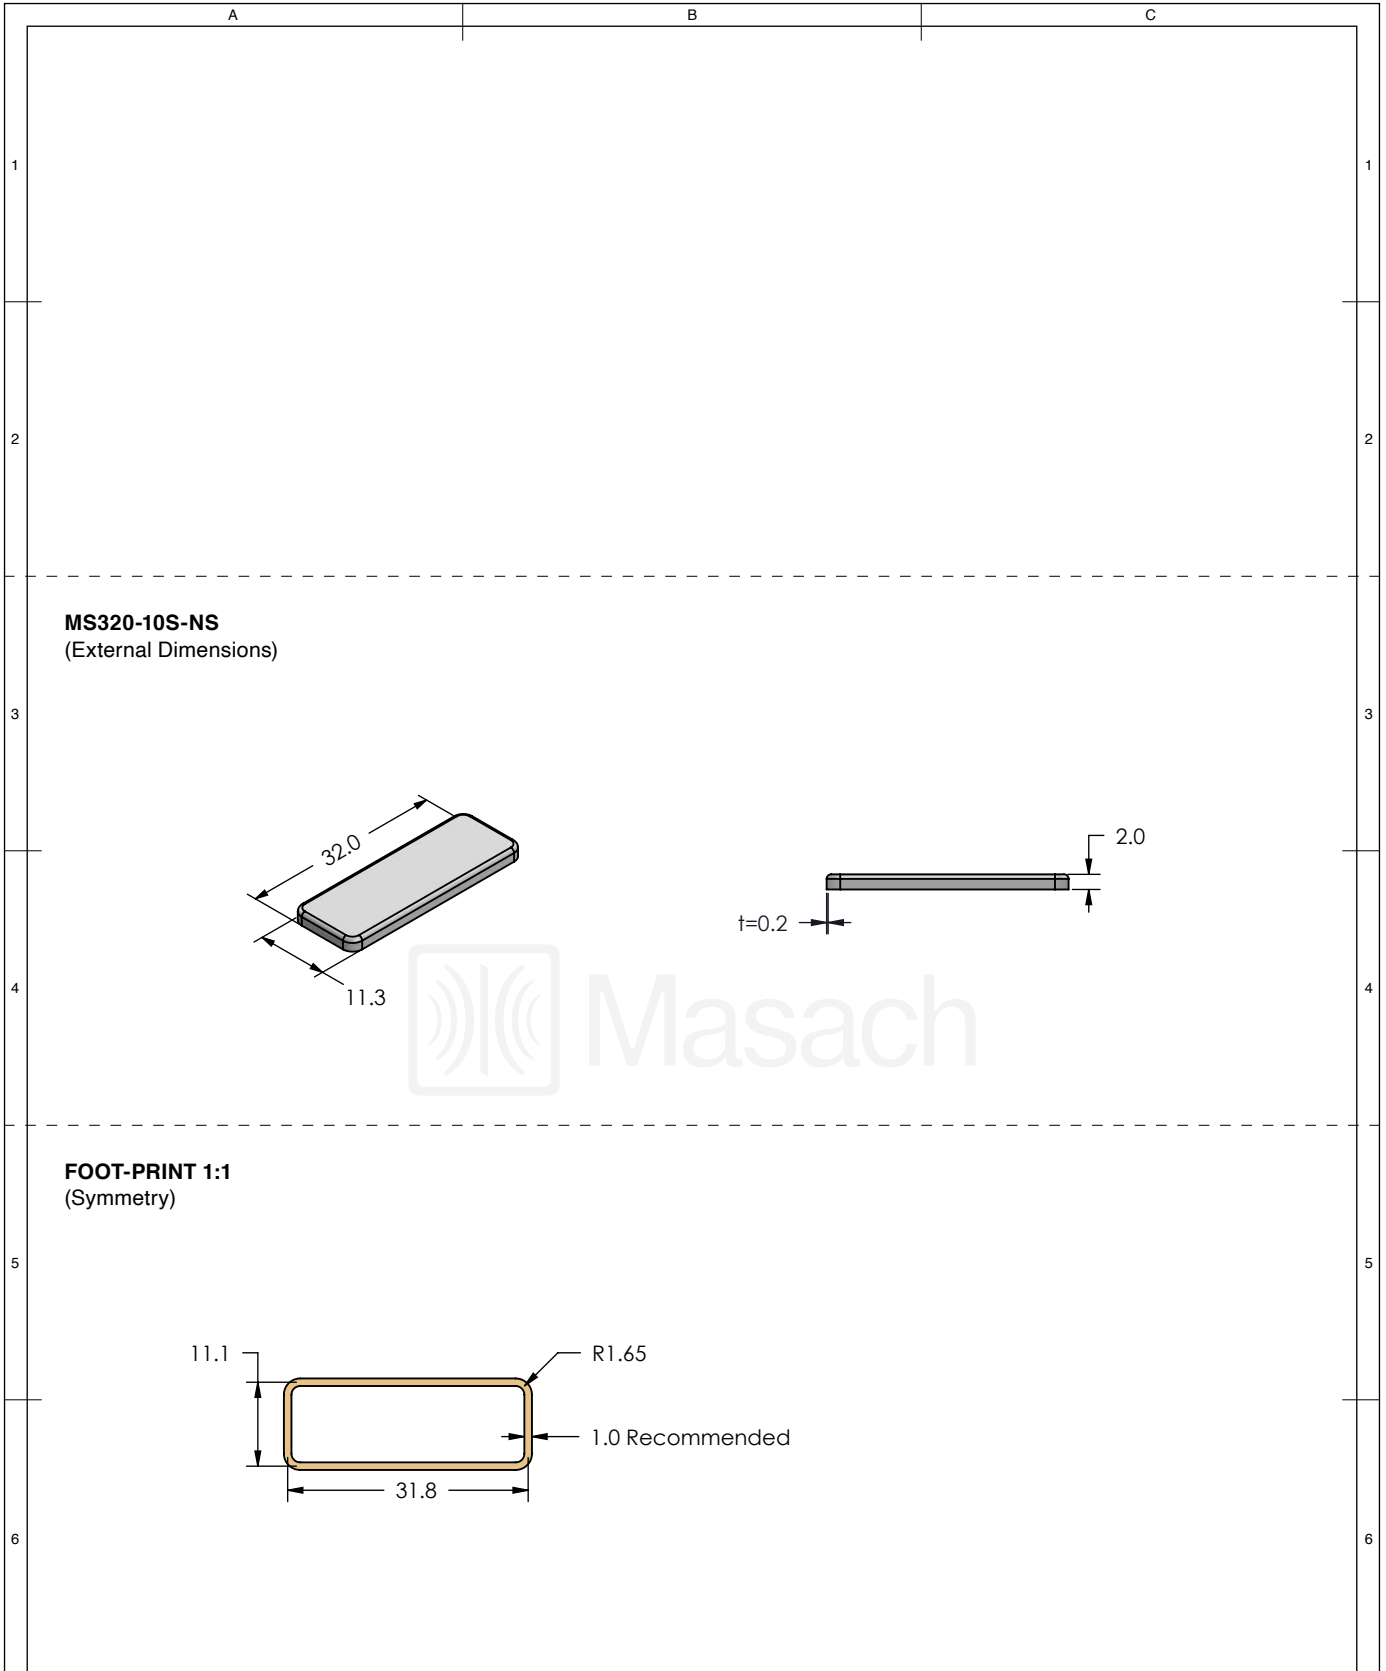 A B C
1 1
2 2
MS320-10S-NS
(External Dimensions)
3 3
32.0
2.0
t=0.2
11.3
4 4
Masach
FOOT-PRINT 1:1
(Symmetry)
5 5
11.1
R1.65
1.0 Recommended
31.8
6 6